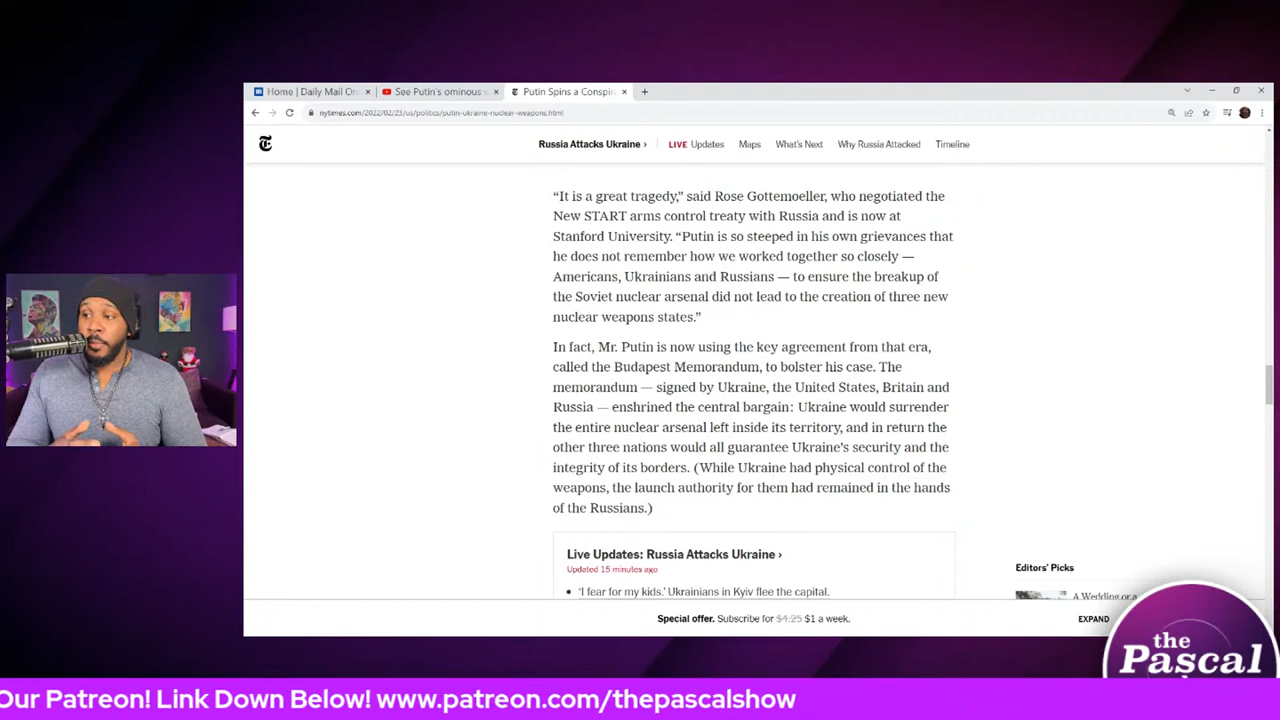 Home | Daily Mail Onl
See Putin's ominous w
Putin Spins a Conspira
nytimes.com/2022/02/23/us/politics/putin-ukraine-nuclear-weapons.html
Russia Attacks Ukraine ›
LIVE Updates
Maps
What's Next
Why Russia Attacked
Timeline
“It is a great tragedy,” said Rose Gottemoeller, who negotiated the
New START arms control treaty with Russia and is now at
Stanford University. “Putin is so steeped in his own grievances that
he does not remember how we worked together so closely —
Americans, Ukrainians and Russians — to ensure the breakup of
the Soviet nuclear arsenal did not lead to the creation of three new
nuclear weapons states.”
In fact, Mr. Putin is now using the key agreement from that era,
called the Budapest Memorandum, to bolster his case. The
memorandum — signed by Ukraine, the United States, Britain and
Russia — enshrined the central bargain: Ukraine would surrender
the entire nuclear arsenal left inside its territory, and in return the
other three nations would all guarantee Ukraine’s security and the
integrity of its borders. (While Ukraine had physical control of the
weapons, the launch authority for them had remained in the hands
of the Russians.)
Live Updates: Russia Attacks Ukraine ›
Updated 15 minutes ago
• ‘I fear for my kids.’ Ukrainians in Kyiv flee the capital.
Editors’ Picks
A Wedding or a
Special offer. Subscribe for $4.25 $1 a week.
EXPAND
the
Pascal
Our Patreon! Link Down Below! www.patreon.com/thepascalshow